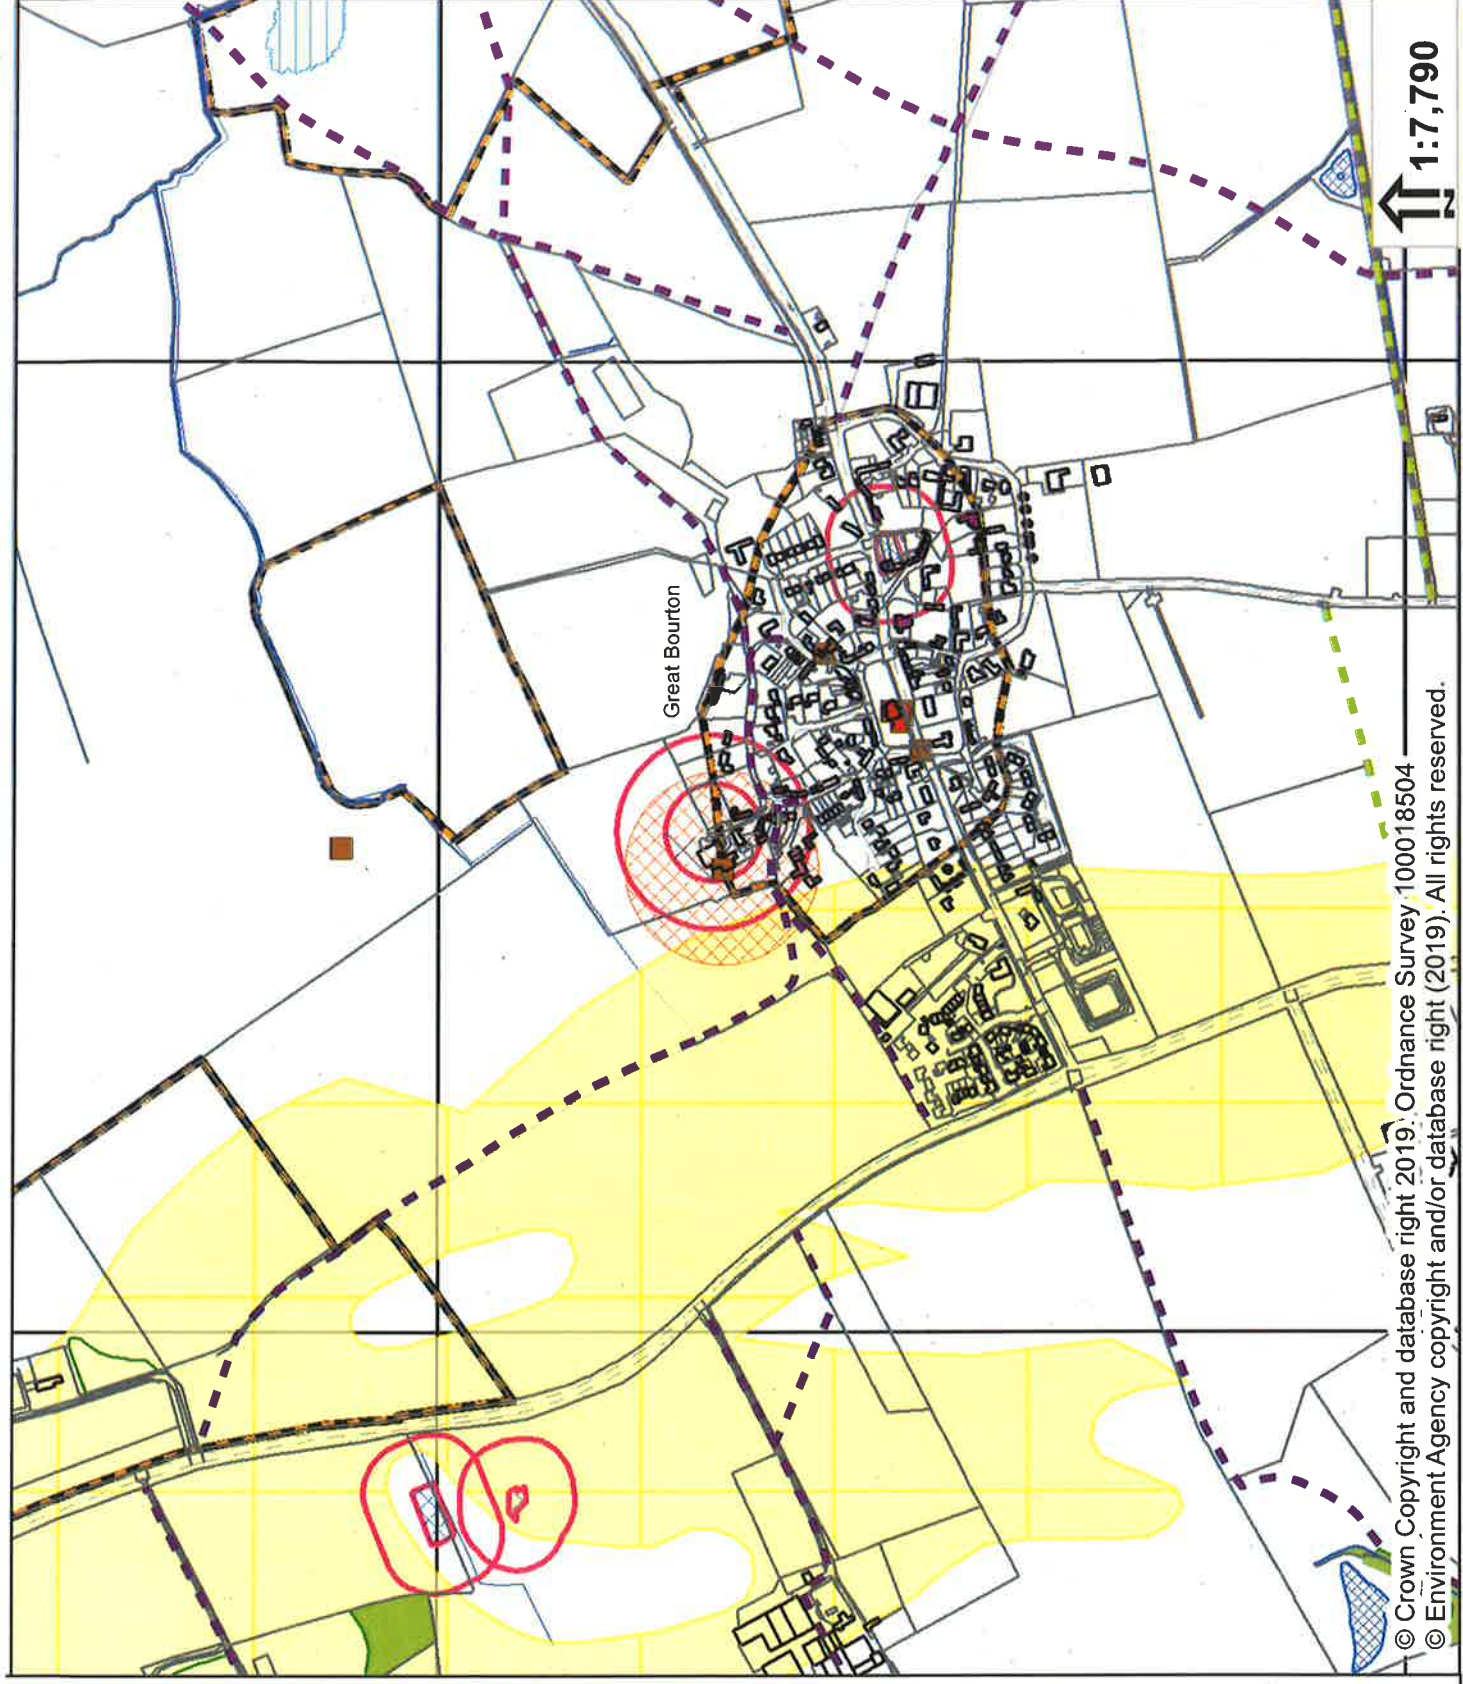 Great Bourton
N
1:7,790
© Crown Copyright and database right 2019. Ordnance Survey 100018504
© Environment Agency copyright and/or database right (2019). All rights reserved.